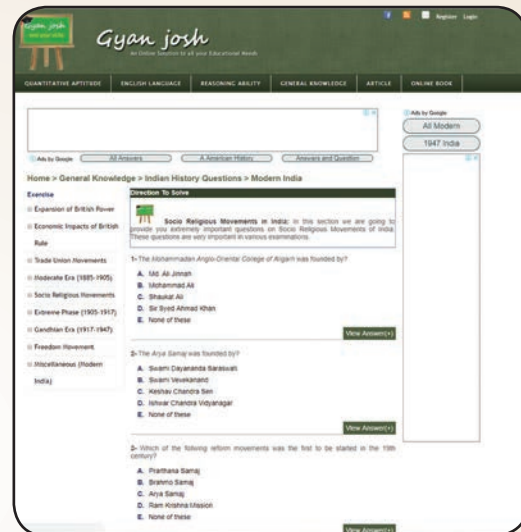 Gyan josh
Gyan josh
An Online Junction to all your Educational Needs
Register Login
QUANTITATIVE APTITUDE ENGLISH LANGUAGE REASONING ABILITY GENERAL KNOWLEDGE ARTICLE ONLINE BOOK
Ads by Google
All Modern
1947 India
Ads by Google All Answers A American History Answers and Question
Home > General Knowledge > Indian History Questions > Modern India
Exercise
Expansion of British Power
Economic Impacts of British
Rule
Trade Union Movements
Moderate Era (1885-1905)
Socio Religious Movements
Extreme Phase (1905-1917)
Gandhian Era (1917-1947)
Freedom Movement
Miscellaneous (Modern
India)
Direction To Solve
Socio Religious Movements in India: In this section we are going to
provide you extremely important questions on Socio Religious Movements of India.
These questions are very important in various examinations.
1- The Mohammadan Anglo-Oriental College of Aligarh was founded by?
A. Md. Ali Jinnah
B. Mohammad Ali
C. Shaukat Ali
D. Sir Syed Ahmad Khan
E. None of these
View Answer(+)
2- The Arya Samaj was founded by?
A. Swami Dayananda Saraswati
B. Swami Vevekanand
C. Keshav Chandra Sen
D. Ishwar Chandra Vidyanagar
E. None of these
View Answer(+)
2- Which of the follwing reform movements was the first to be started in the 19th
century?
A. Prarthana Samaj
B. Brahmo Samaj
C. Arya Samaj
D. Ram Krishna Mission
E. None of these
View Answer(+)